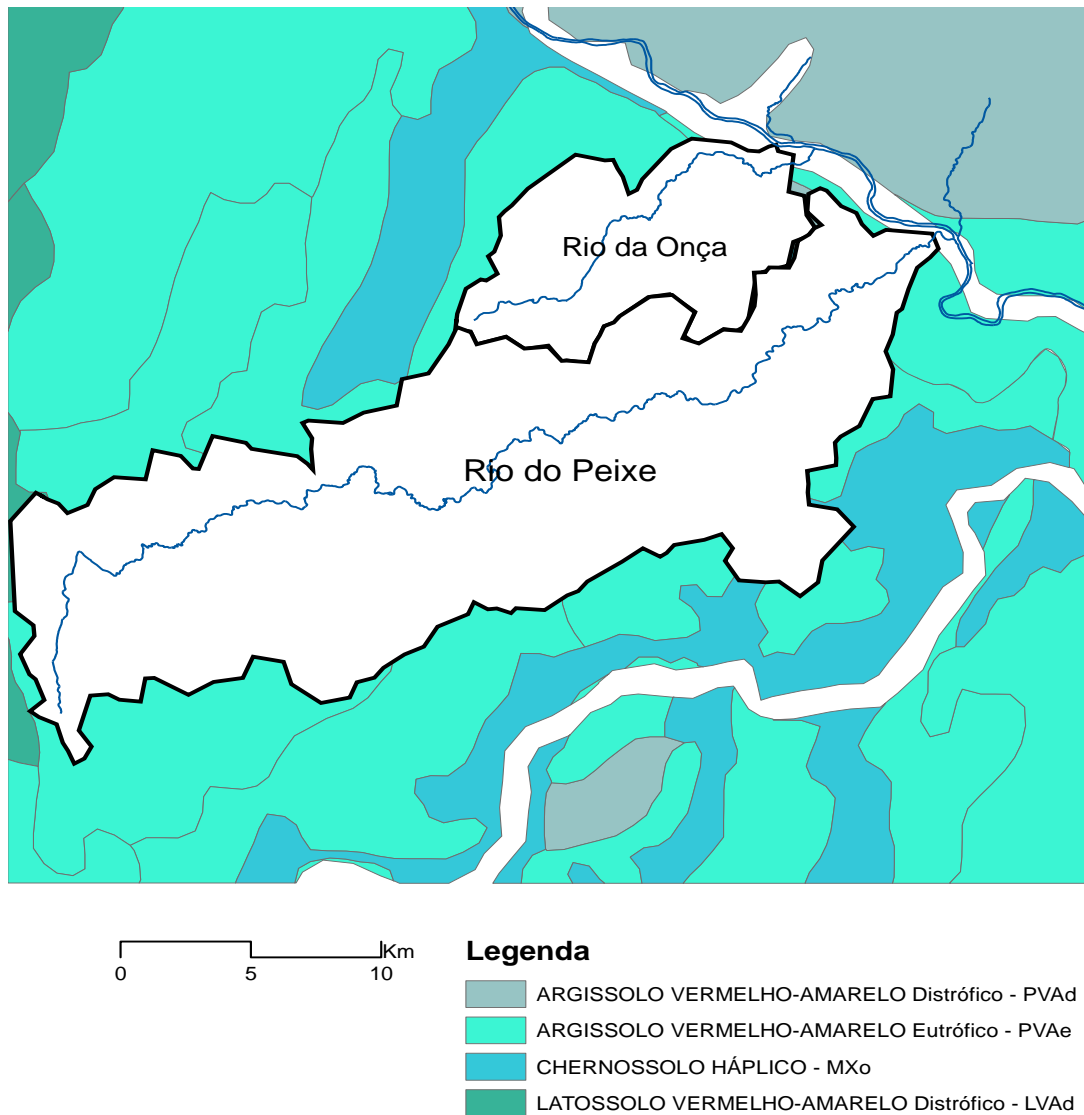 Rio da Onça
Rio do Peixe
Km
0 5 10
Legenda
ARGISSOLO VERMELHO-AMARELO Distrófico - PVAd
ARGISSOLO VERMELHO-AMARELO Eutrófico - PVAe
CHERNOSSOLO HÁPLICO - MXo
LATOSSOLO VERMELHO-AMARELO Distrófico - LVAd